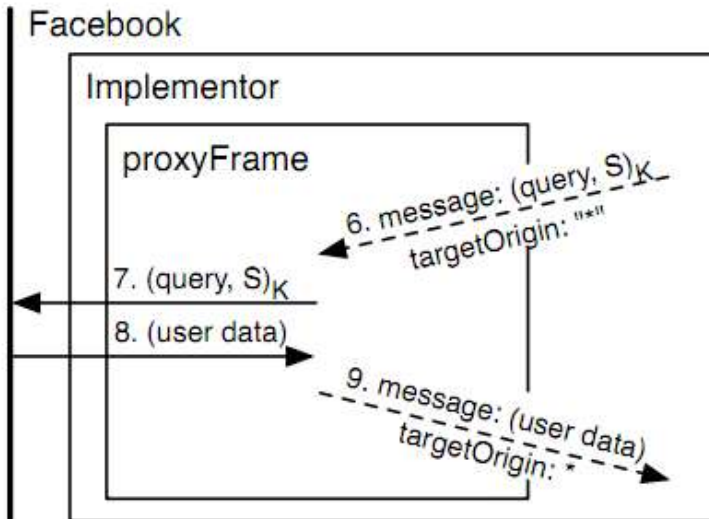 Facebook
Implementor
proxyFrame
6. message: (query, S)K
targetOrigin: "*"
7. (query, S)K
8. (user data)
9. message: (user data)
targetOrigin: *